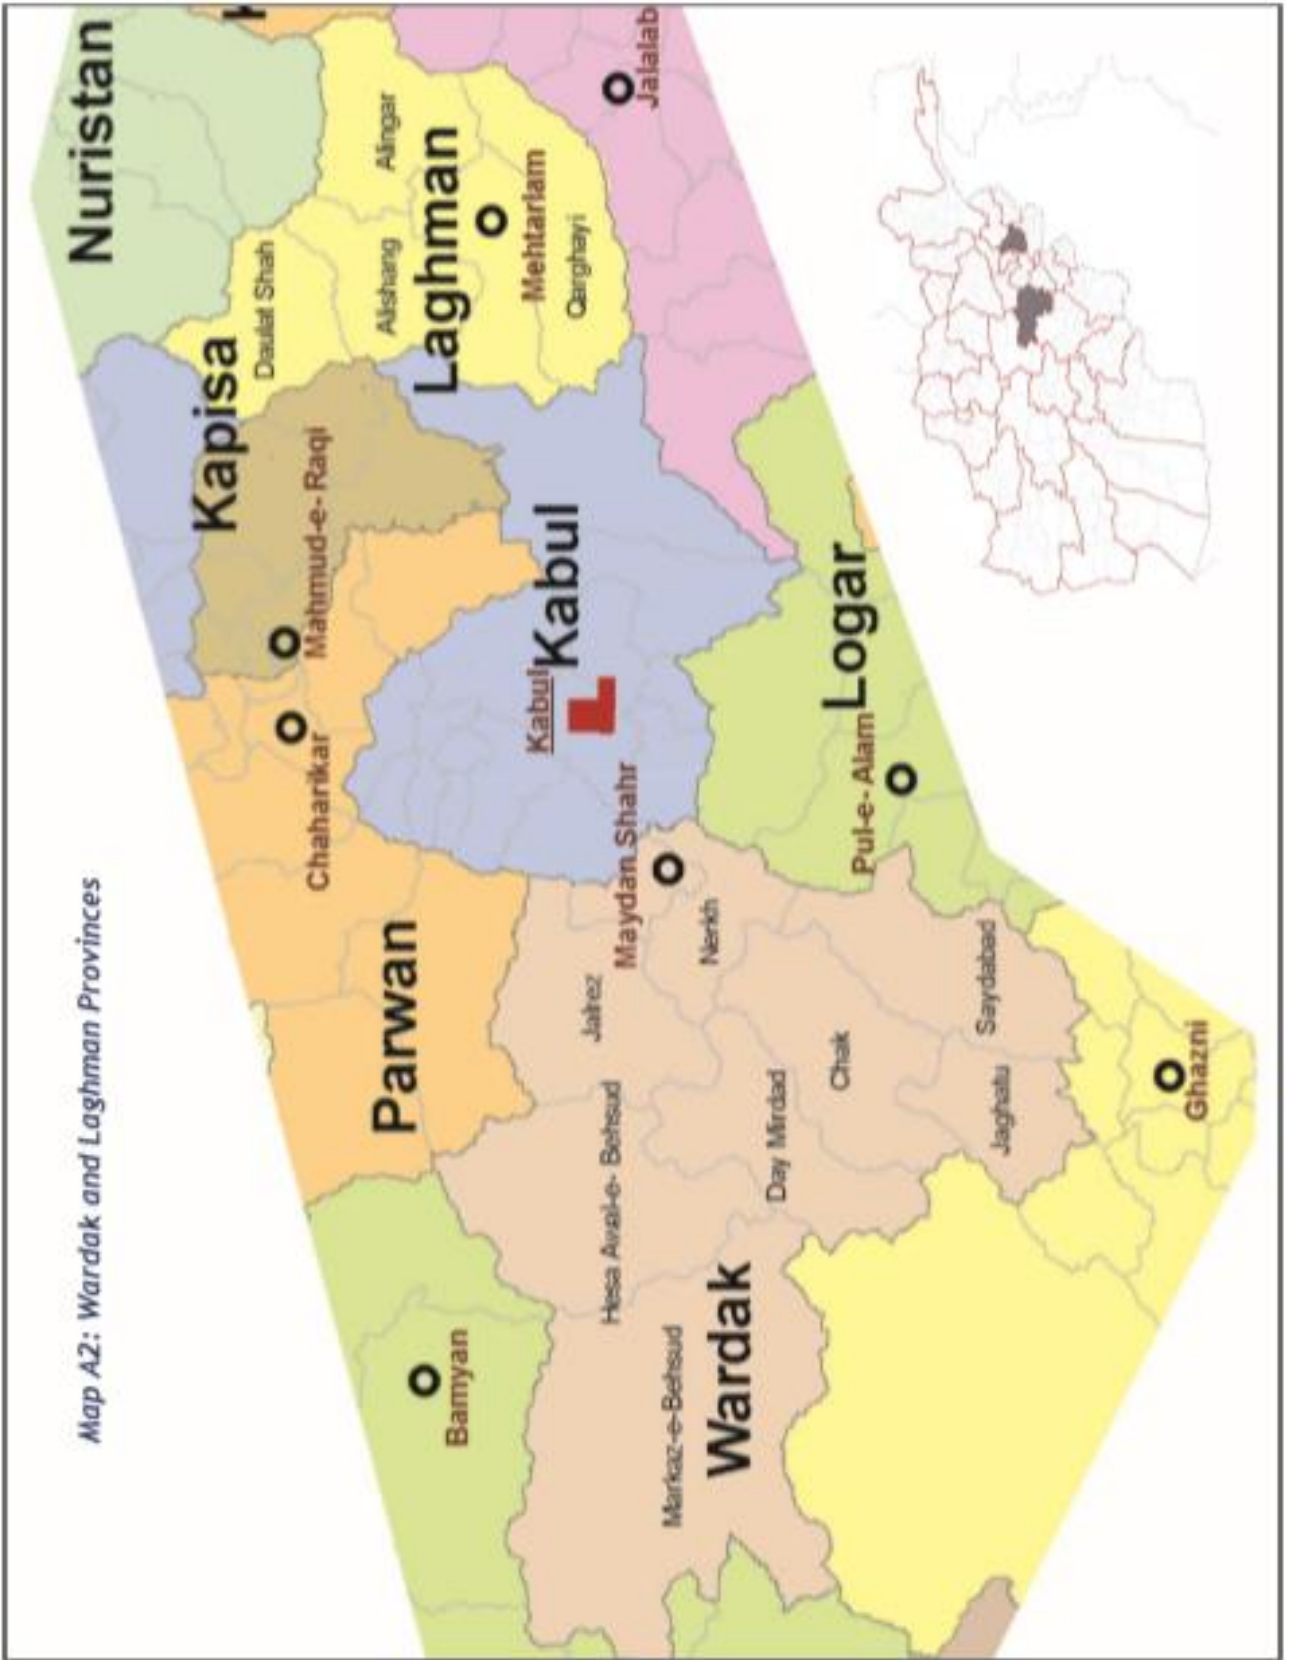 Map A2: Wardak and Laghman Provinces
Nuristan
Kapisa
Daulat Shah
Chaharikar
Mahmud-e-Raqi
Alishang
Alingar
Parwan
Laghman
Bamyan
Mehtarlam
Kabul
Kabul
Qarghayi
Jalrez
Hesa Awal-e- Behsud
Maydan Shahr
Jalalab
Markaz-e-Behsud
Nerkh
Wardak
Day Mirdad
Chak
Logar
Pul-e- Alam
Saydabad
Jaghatu
Ghazni